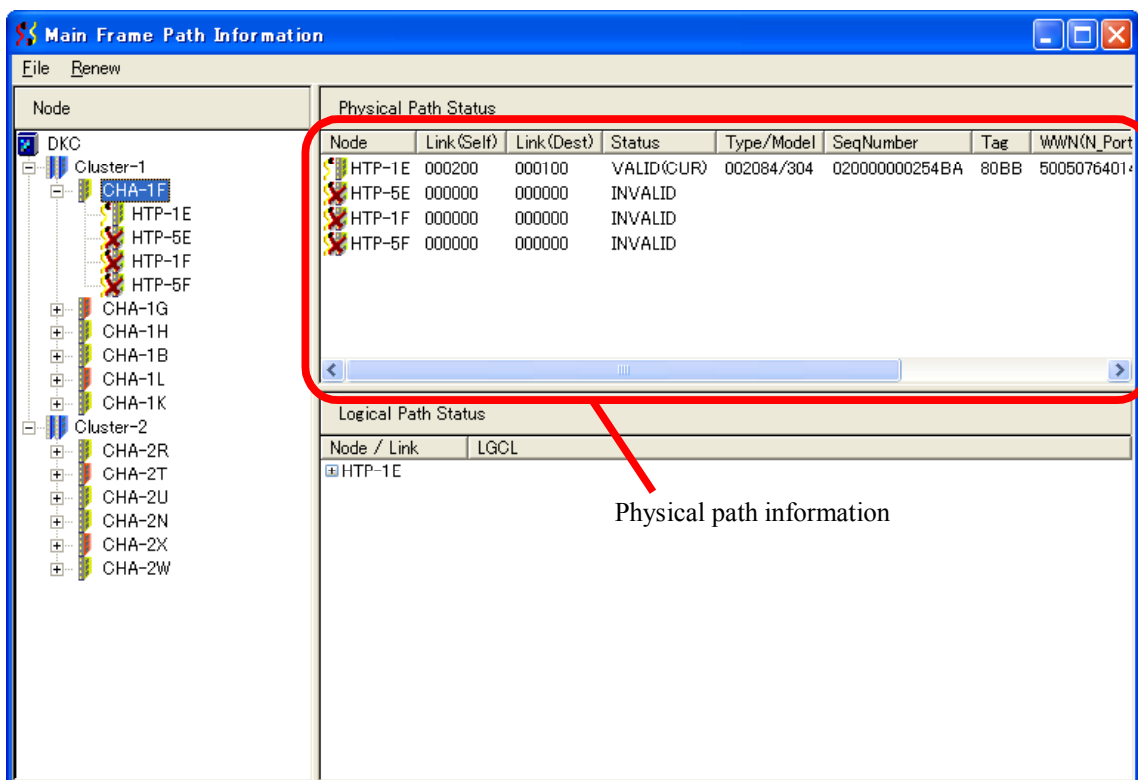 Main Frame Path Information
File Renew
Node
DKC
Cluster-1
CHA-1F
HTP-1E
HTP-5E
HTP-1F
HTP-5F
CHA-1G
CHA-1H
CHA-1B
CHA-1L
CHA-1K
Cluster-2
CHA-2R
CHA-2T
CHA-2U
CHA-2N
CHA-2X
CHA-2W
Physical Path Status
Node Link(Self) Link(Dest) Status Type/Model SeqNumber Tag WWN(N_Port
HTP-1E 000200 000100 VALID(CUR) 002084/304 020000000254BA 80BB 50050764014
HTP-5E 000000 000000 INVALID
HTP-1F 000000 000000 INVALID
HTP-5F 000000 000000 INVALID
Logical Path Status
Node / Link LGCL
HTP-1E
Physical path information